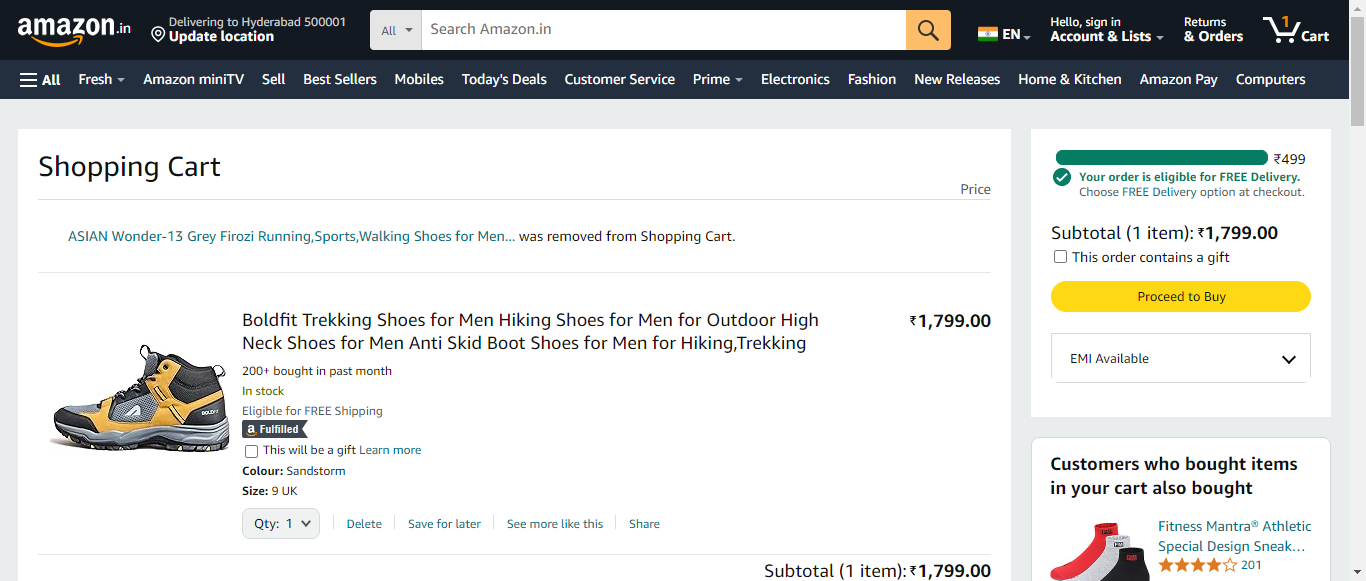 amazon.in
Delivering to Hyderabad 500001
Update location
All
Search Amazon.in
EN
Hello, sign in
Account & Lists
Returns
& Orders
1
Cart
All
Fresh
Amazon miniTV
Sell
Best Sellers
Mobiles
Today's Deals
Customer Service
Prime
Electronics
Fashion
New Releases
Home & Kitchen
Amazon Pay
Computers
Shopping Cart
Price
ASIAN Wonder-13 Grey Firozi Running,Sports,Walking Shoes for Men... was removed from Shopping Cart.
Boldfit Trekking Shoes for Men Hiking Shoes for Men for Outdoor High
Neck Shoes for Men Anti Skid Boot Shoes for Men for Hiking,Trekking
₹1,799.00
200+ bought in past month
In stock
Eligible for FREE Shipping
a Fulfilled
This will be a gift Learn more
Colour: Sandstorm
Size: 9 UK
Qty: 1
Delete
Save for later
See more like this
Share
BOLDFIT
Subtotal (1 item): ₹1,799.00
₹499
Your order is eligible for FREE Delivery.
Choose FREE Delivery option at checkout.
Subtotal (1 item): ₹1,799.00
This order contains a gift
Proceed to Buy
EMI Available
Customers who bought items
in your cart also bought
Fitness Mantra® Athletic
Special Design Sneak...
201